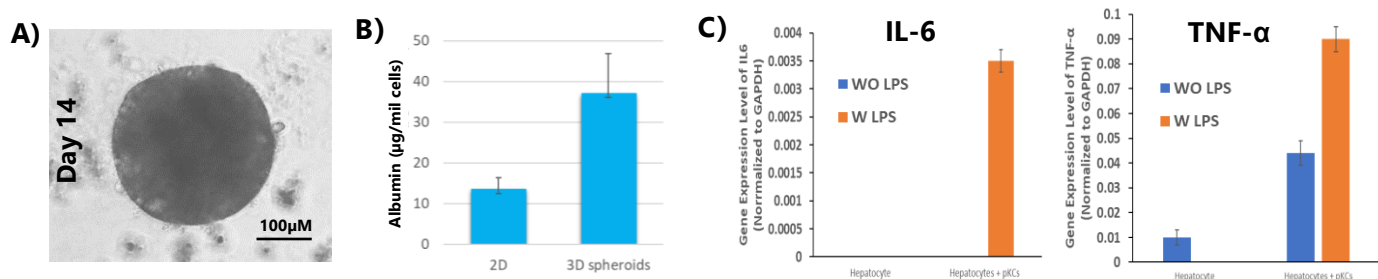 A)
Day 14
100µM
B)
Albumin (µg/mil cells)
50
40
30
20
10
0
2D
3D spheroids
C)
IL-6
Gene Expression Level of IL6
(Normalized to GAPDH)
0.004
0.0035
0.003
0.0025
0.002
0.0015
0.001
0.0005
0
WO LPS
W LPS
Hepatocyte
Hepatocytes + pKCs
TNF-α
Gene Expression Level of TNF-α
(Normalized to GAPDH)
0.1
0.09
0.08
0.07
0.06
0.05
0.04
0.03
0.02
0.01
0
WO LPS
W LPS
Hepatocyte
Hepatocytes + pKCs